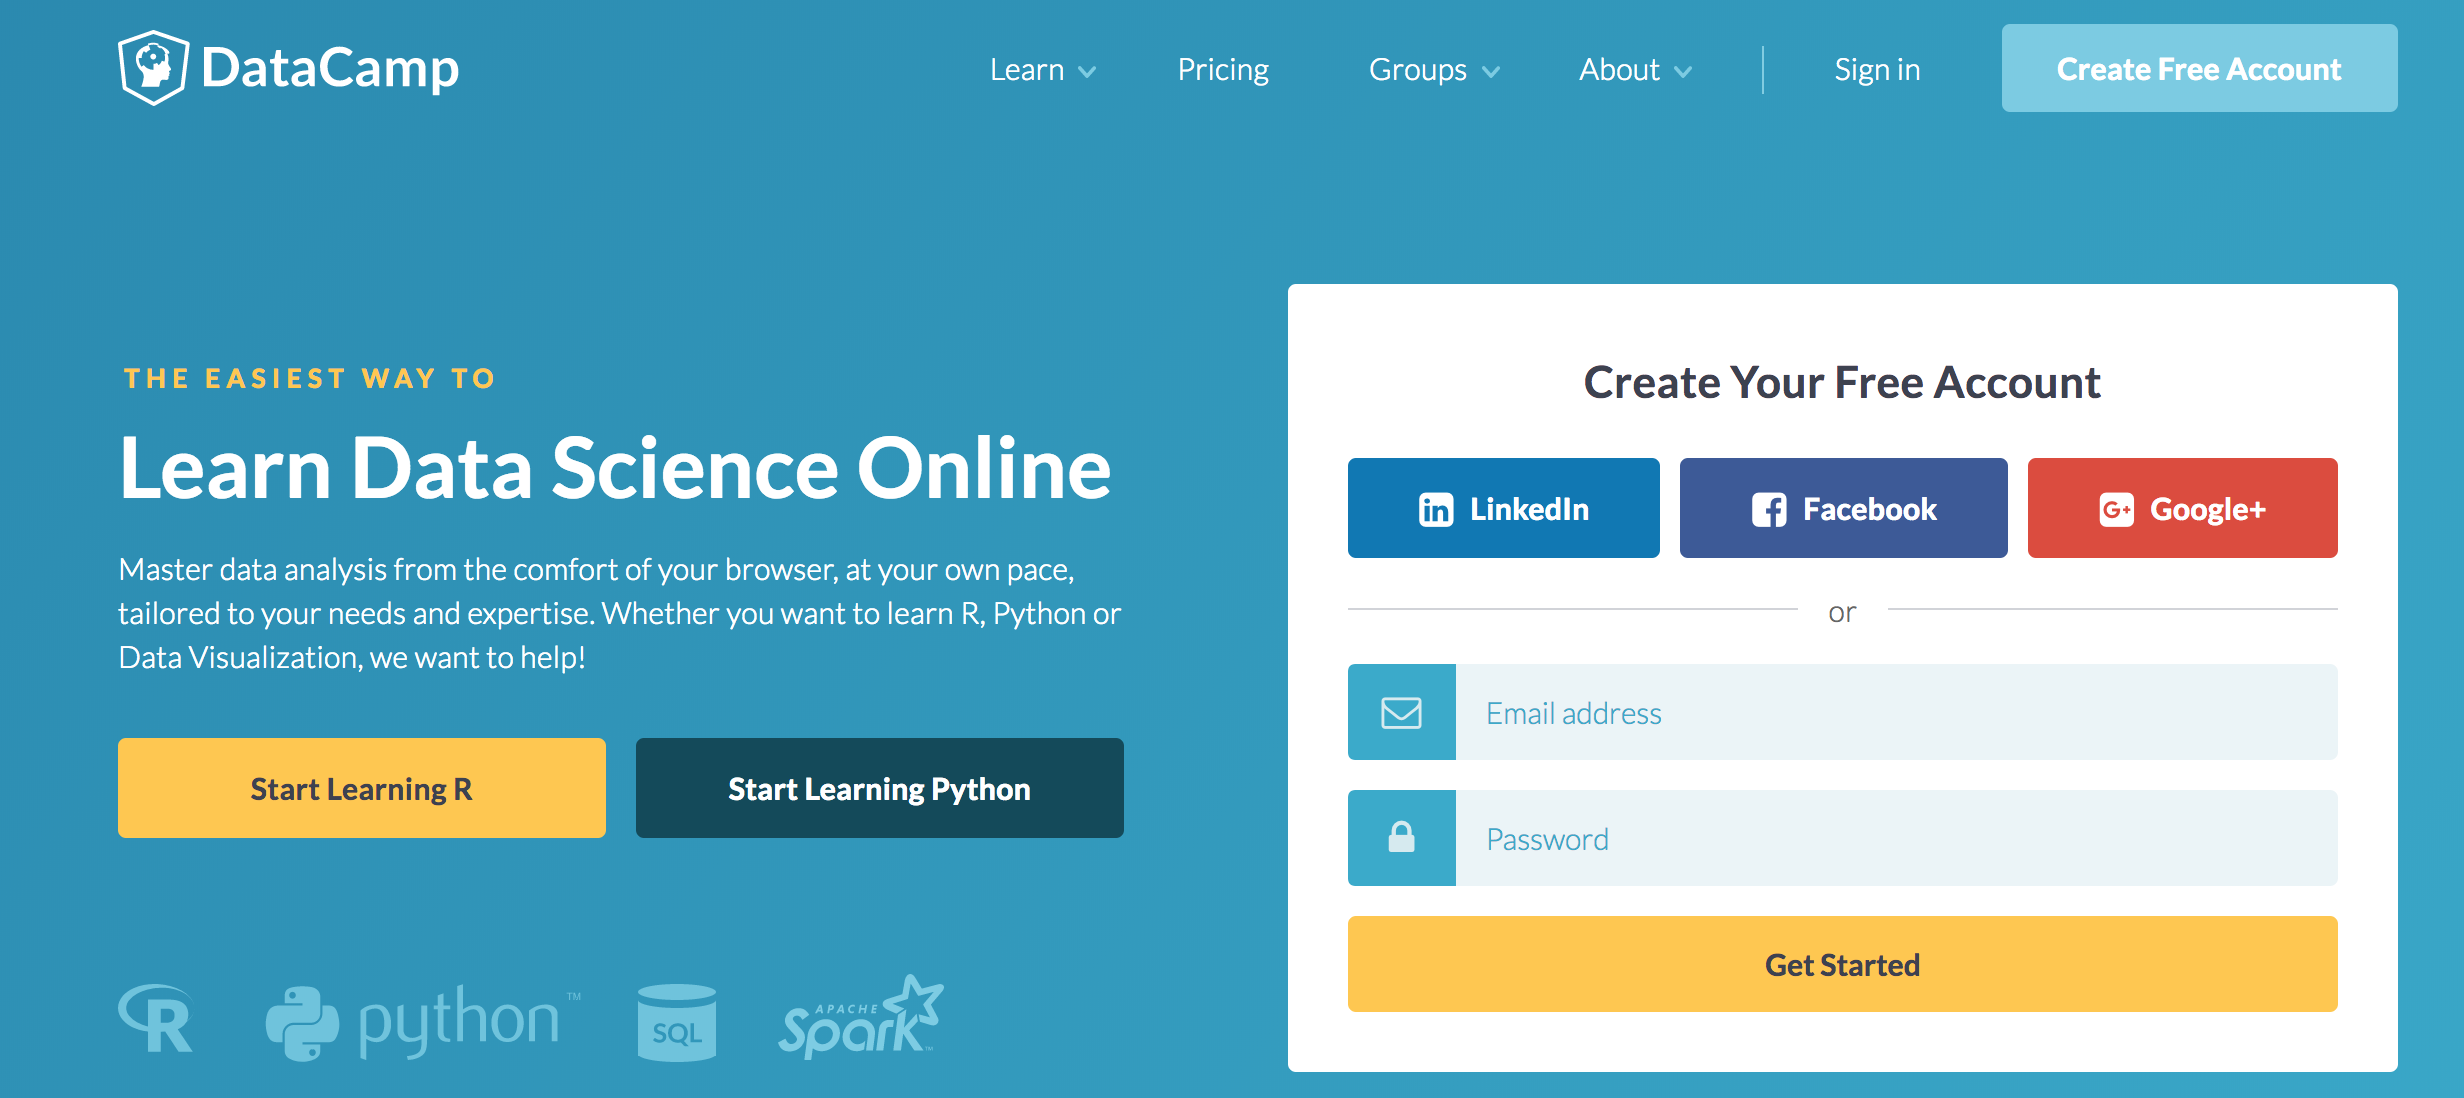 DataCamp
Learn
Pricing
Groups
About
Sign in
Create Free Account
THE EASIEST WAY TO
Learn Data Science Online
Master data analysis from the comfort of your browser, at your own pace,
tailored to your needs and expertise. Whether you want to learn R, Python or
Data Visualization, we want to help!
Start Learning R
Start Learning Python
R
python™
SQL
APACHE
Spark™
Create Your Free Account
in LinkedIn
f Facebook
G+ Google+
or
Email address
Password
Get Started